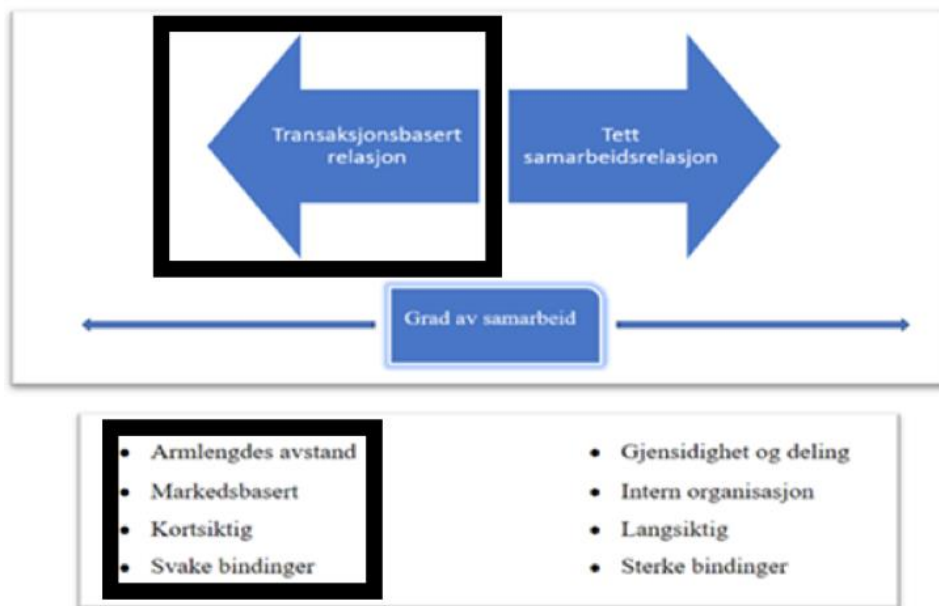 Transaksjonsbasert
relasjon
Tett
samarbeidsrelasjon
Grad av samarbeid
• Armlengdes avstand
• Markedsbasert
• Kortsiktig
• Svake bindinger
• Gjensidighet og deling
• Intern organisasjon
• Langsiktig
• Sterke bindinger